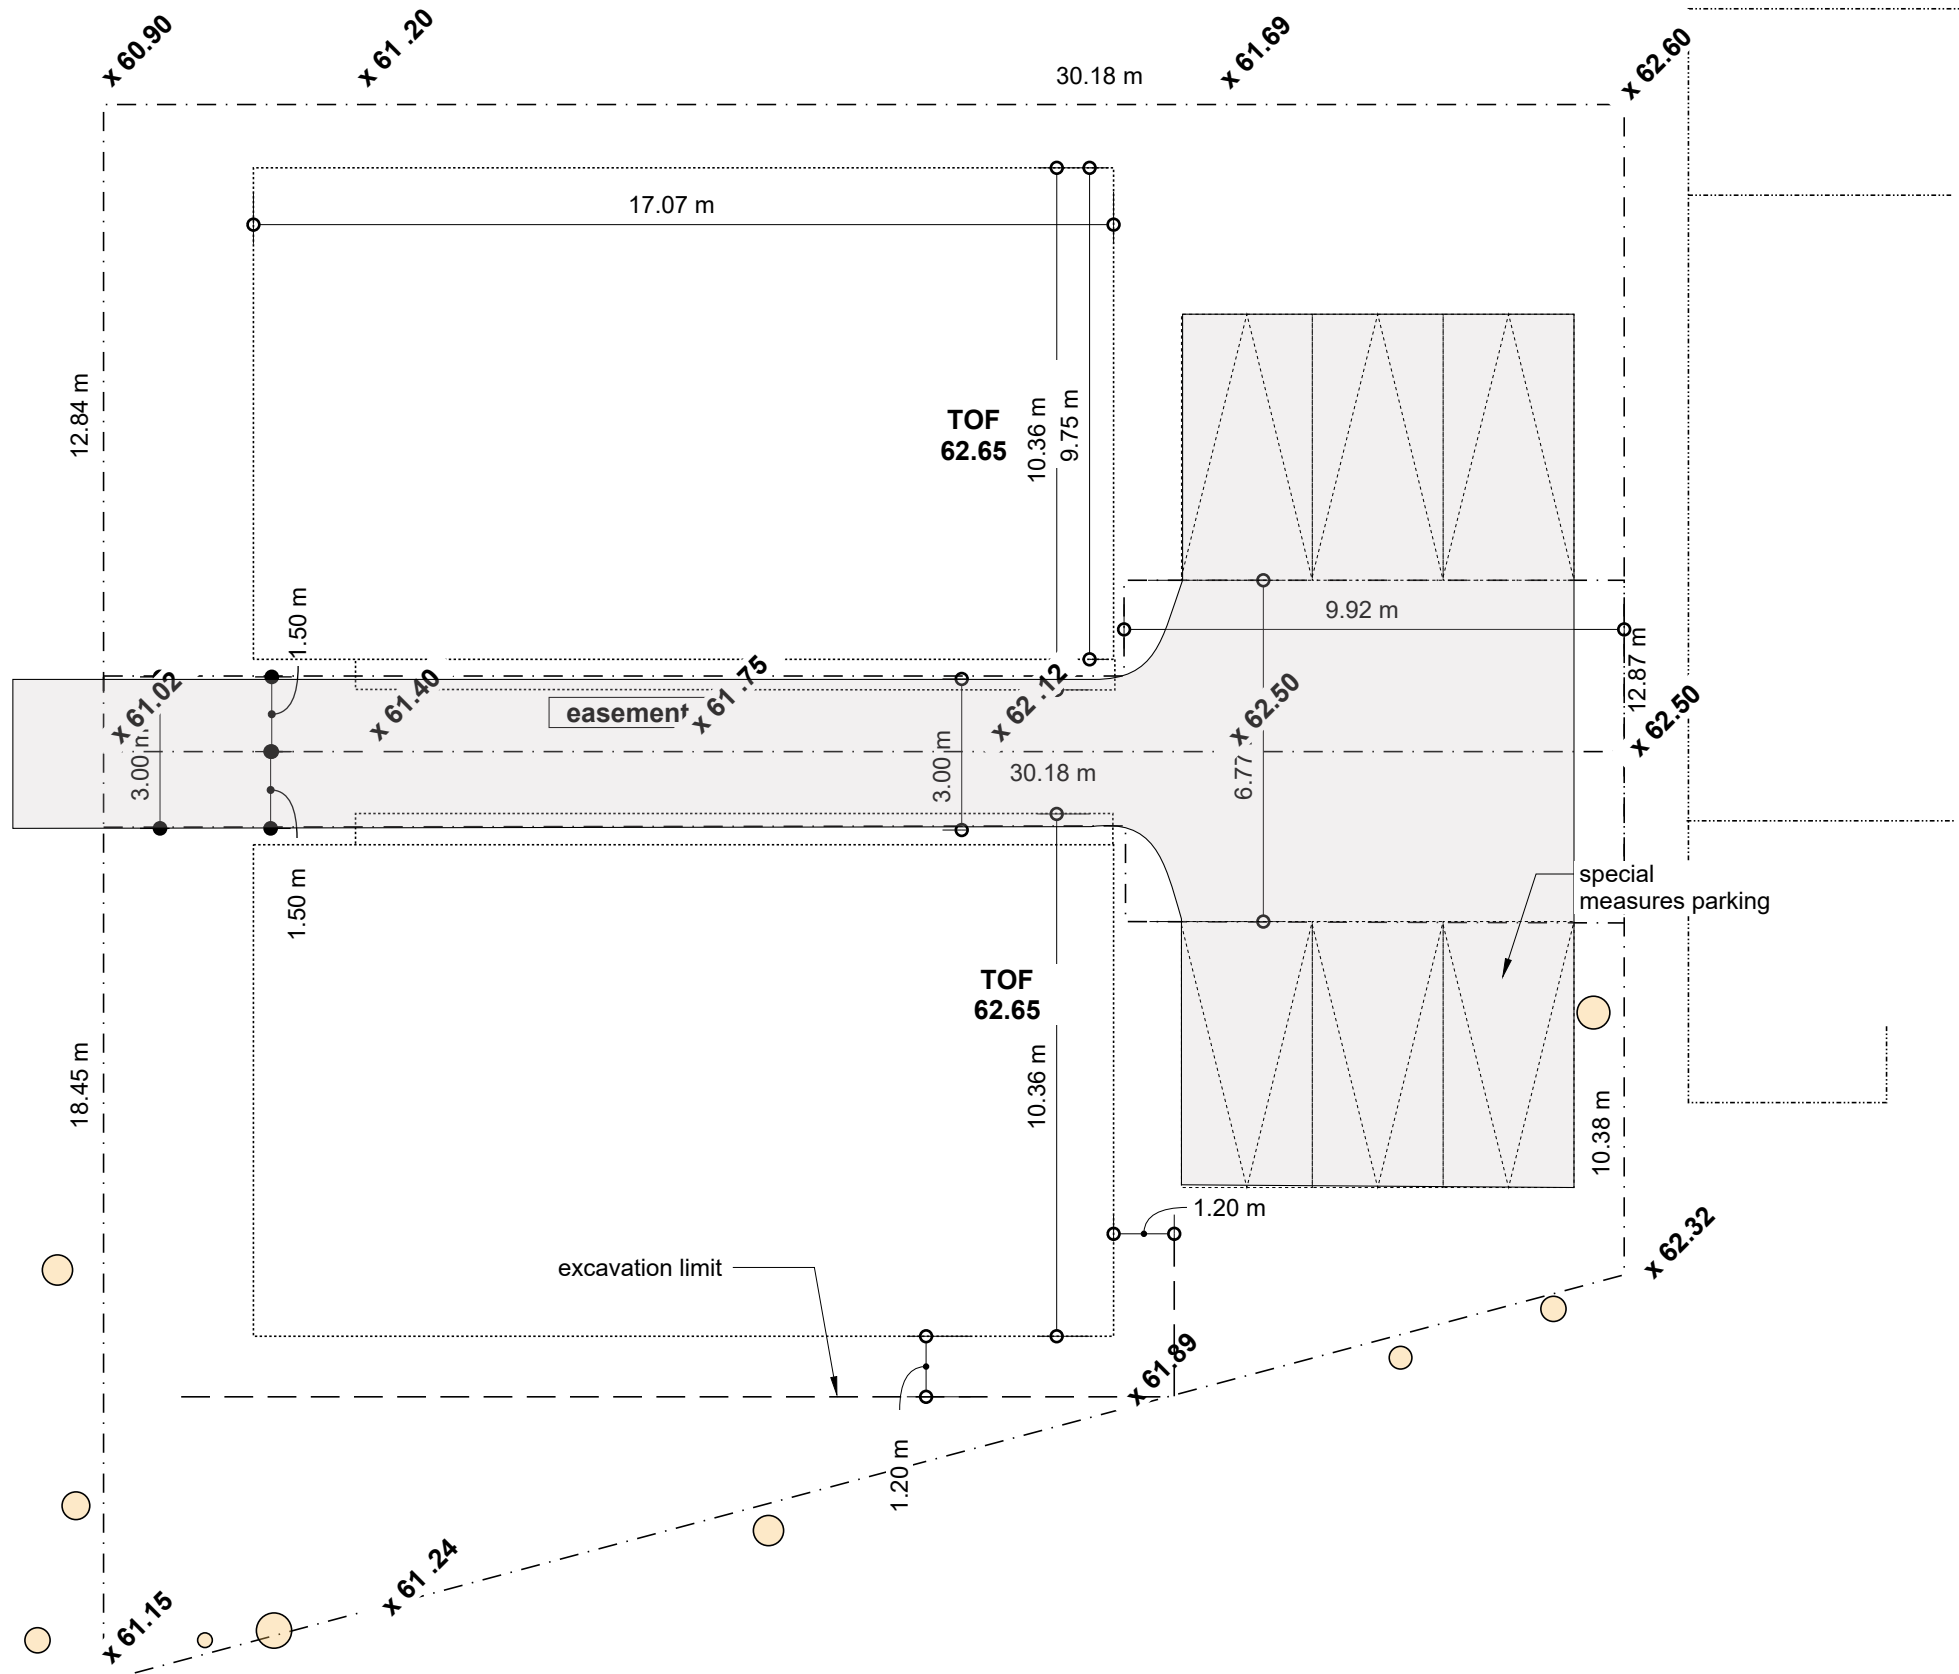 x 60.90
x 61 .20
30.18 m
x 61.69
x 62.60
17.07 m
12.84 m
TOF
62.65
10.36 m
9.75 m
1.50 m
9.92 m
12.87 m
x 61.02
x 61.40
easement
x 61 .75
x 62 .12
x 62.50
x 62.50
3.00 m
3.00 m
30.18 m
6.77
1.50 m
special
measures parking
TOF
62.65
18.45 m
10.36 m
10.38 m
1.20 m
excavation limit
x 62.32
x 61.89
1.20 m
x 61 .24
x 61.15